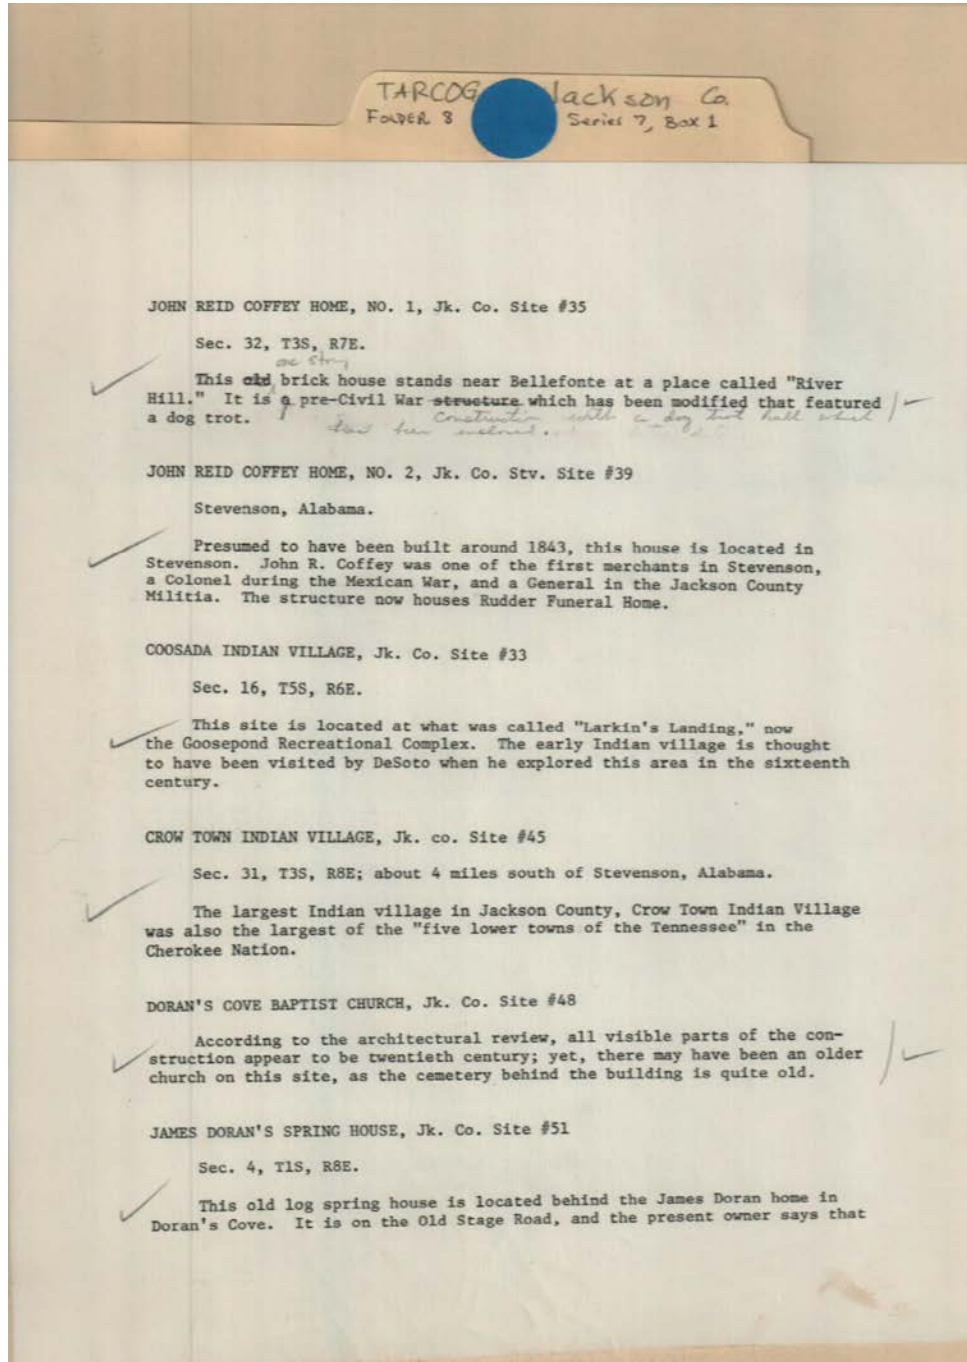 TARCOG Jackson Co.
FOLDER 8 Series 7, Box 1
JOHN REID COFFEY HOME, NO. 1, Jk. Co. Site #35
Sec. 32, T3S, R7E.
one story
This old brick house stands near Bellefonte at a place called "River
Hill." It is a pre-Civil War structure which has been modified that featured
a dog trot. construction with a dog trot hall which
has been enclosed.
JOHN REID COFFEY HOME, NO. 2, Jk. Co. Stv. Site #39
Stevenson, Alabama.
Presumed to have been built around 1843, this house is located in
Stevenson. John R. Coffey was one of the first merchants in Stevenson,
a Colonel during the Mexican War, and a General in the Jackson County
Militia. The structure now houses Rudder Funeral Home.
COOSADA INDIAN VILLAGE, Jk. Co. Site #33
Sec. 16, T5S, R6E.
This site is located at what was called "Larkin's Landing," now
the Goosepond Recreational Complex. The early Indian village is thought
to have been visited by DeSoto when he explored this area in the sixteenth
century.
CROW TOWN INDIAN VILLAGE, Jk. co. Site #45
Sec. 31, T3S, R8E; about 4 miles south of Stevenson, Alabama.
The largest Indian village in Jackson County, Crow Town Indian Village
was also the largest of the "five lower towns of the Tennessee" in the
Cherokee Nation.
DORAN'S COVE BAPTIST CHURCH, Jk. Co. Site #48
According to the architectural review, all visible parts of the con-
struction appear to be twentieth century; yet, there may have been an older
church on this site, as the cemetery behind the building is quite old.
JAMES DORAN'S SPRING HOUSE, Jk. Co. Site #51
Sec. 4, T1S, R8E.
This old log spring house is located behind the James Doran home in
Doran's Cove. It is on the Old Stage Road, and the present owner says that